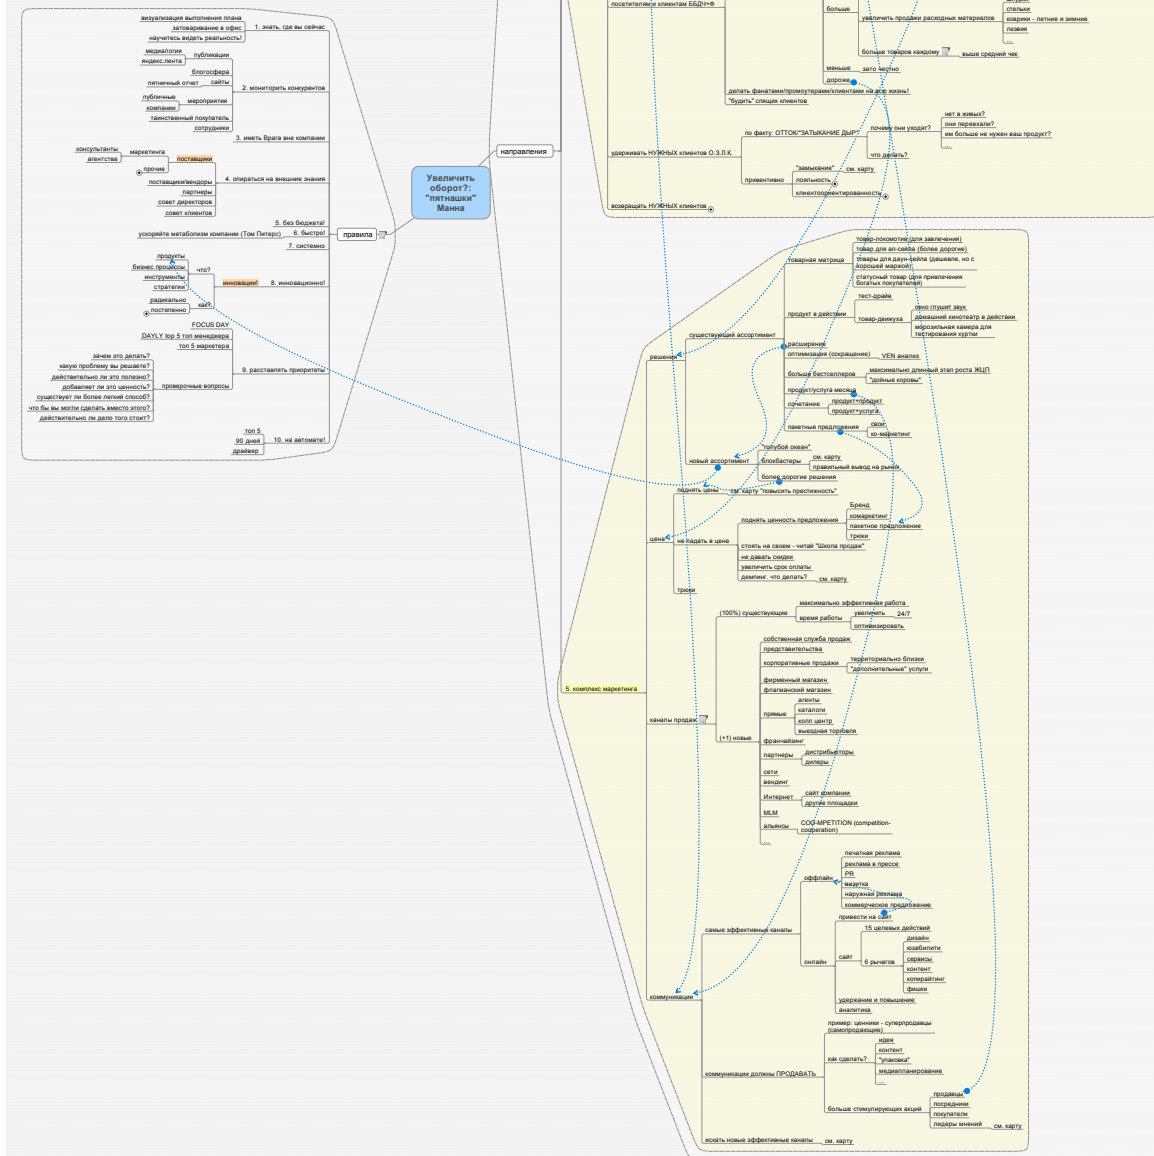 Увеличить
оборот?:
"пятнашки"
Манна
направления
правила
визуализация выполнения плана
затоваривание в офис
научитесь видеть реальность!
1. знать, где вы сейчас
медиалогия
яндекс.лента
публикации
блогосфера
пятничный отчет
сайты
публичные
компании
мероприятия
таинственный покупатель
сотрудники
2. мониторить конкурентов
3. иметь Врага вне компании
консультанты
агентства
маркетинга
прочие
поставщики
поставщики/вендоры
партнеры
совет директоров
совет клиентов
4. опираться на внешние знания
5. без бюджета!
ускоряйте метаболизм компании (Том Питерс)
6. быстро!
7. системно
продукты
бизнес процессы
инструменты
стратегии
что?
радикально
постепенно
как?
инновации!
8. инновационно!
FOCUS DAY
DAYLY top 5 топ менеджера
топ 5 маркетера
зачем это делать?
какую проблему вы решаете?
действительно ли это полезно?
добавляет ли это ценность?
существует ли более легкий способ?
что бы вы могли сделать вместо этого?
действительно ли дело того стоит?
проверочные вопросы
9. расставлять приоритеты
топ 5
90 дней
драйвер
10. на автомате!
посетителями и клиентам ББДЧ+Ф
больше
увеличить продажи расходных материалов
стельки
коврики - летние и зимние
лезвия
...
больше товаров каждому
выше средний чек
меньше
зато честно
дороже
делать фанатами/промоутерами/клиентами на всю жизнь!
"будить" спящих клиентов
удерживать НУЖНЫХ клиентов О.З.Л.К.
по факту: ОТТОК/"ЗАТЫКАНИЕ ДЫР"
почему они уходят?
нет в живых?
они переехали?
им больше не нужен ваш продукт?
...
что делать?
привентивно
"замыкание"
см. карту
лояльность
клиентоориентированность
возвращать НУЖНЫХ клиентов
5. комплекс маркетинга
решения
существующий ассортимент
товарная матрица
товар-локомотив (для завлечения)
товар для ап-сейла (более дорогие)
товары для даун-сейла (дешевле, но с
хорошей маржой)
статусный товар (для привлечения
богатых покупателей)
продукт в действии
тест-драйв
товар-движуха
окно глушит звук
домашний кинотеатр в действии
морозильная камера для
тестирования куртки
расширение
оптимизация (сокращение)
VEN анализ
больше бестселлеров
максимально длинный этап роста ЖЦП
"дойные коровы"
продукт/услуга месяца
сочетание
продукт+продукт
продукт+услуга
пакетные предложения
свои
ко-маркетинг
новый ассортимент
"голубой океан"
блокбастеры
см. карту
правильный вывод на рынок
более дорогие решения
цена
поднять цены
см. карту "повысить престижность"
не падать в цене
поднять ценность предложения
Бренд
комаркетинг
пакетное предложение
трюки
стоять на своем - читай "Школа продаж"
не давать скидки
увеличить срок оплаты
демпинг. что делать?
см. карту
трюки
каналы продаж
(100%) существующие
максимально эффективная работа
время работы
увеличить
24/7
оптимизировать
(+1) новые
собственная служба продаж
представительства
корпоративные продажи
территориально близки
"дополнительные" услуги
фирменный магазин
флагманский магазин
прямые
агенты
каталоги
колл центр
выездная торговля
франчайзинг
партнеры
дистрибьюторы
дилеры
сети
вендинг
Интернет
сайт компании
другие площадки
MLM
альянсы
COO-MPETITION (competition-
cooperation)
...
коммуникации
самые эффективные каналы
оффлайн
печатная реклама
реклама в прессе
PR
визитка
наружная реклама
коммерческое предложение
онлайн
привести на сайт
сайт
15 целевых действий
6 рычагов
дизайн
юзабилити
сервисы
контент
копирайтинг
фишки
удержание и повышение
аналитика
коммуникации должны ПРОДАВАТЬ
пример: ценники - суперпродавцы
(самопродающие)
как сделать?
идея
контент
"упаковка"
медиапланирование
...
больше стимулирующих акций
продавцы
посредники
покупатели
лидеры мнений
см. карту
искать новые эффективные каналы
см. карту